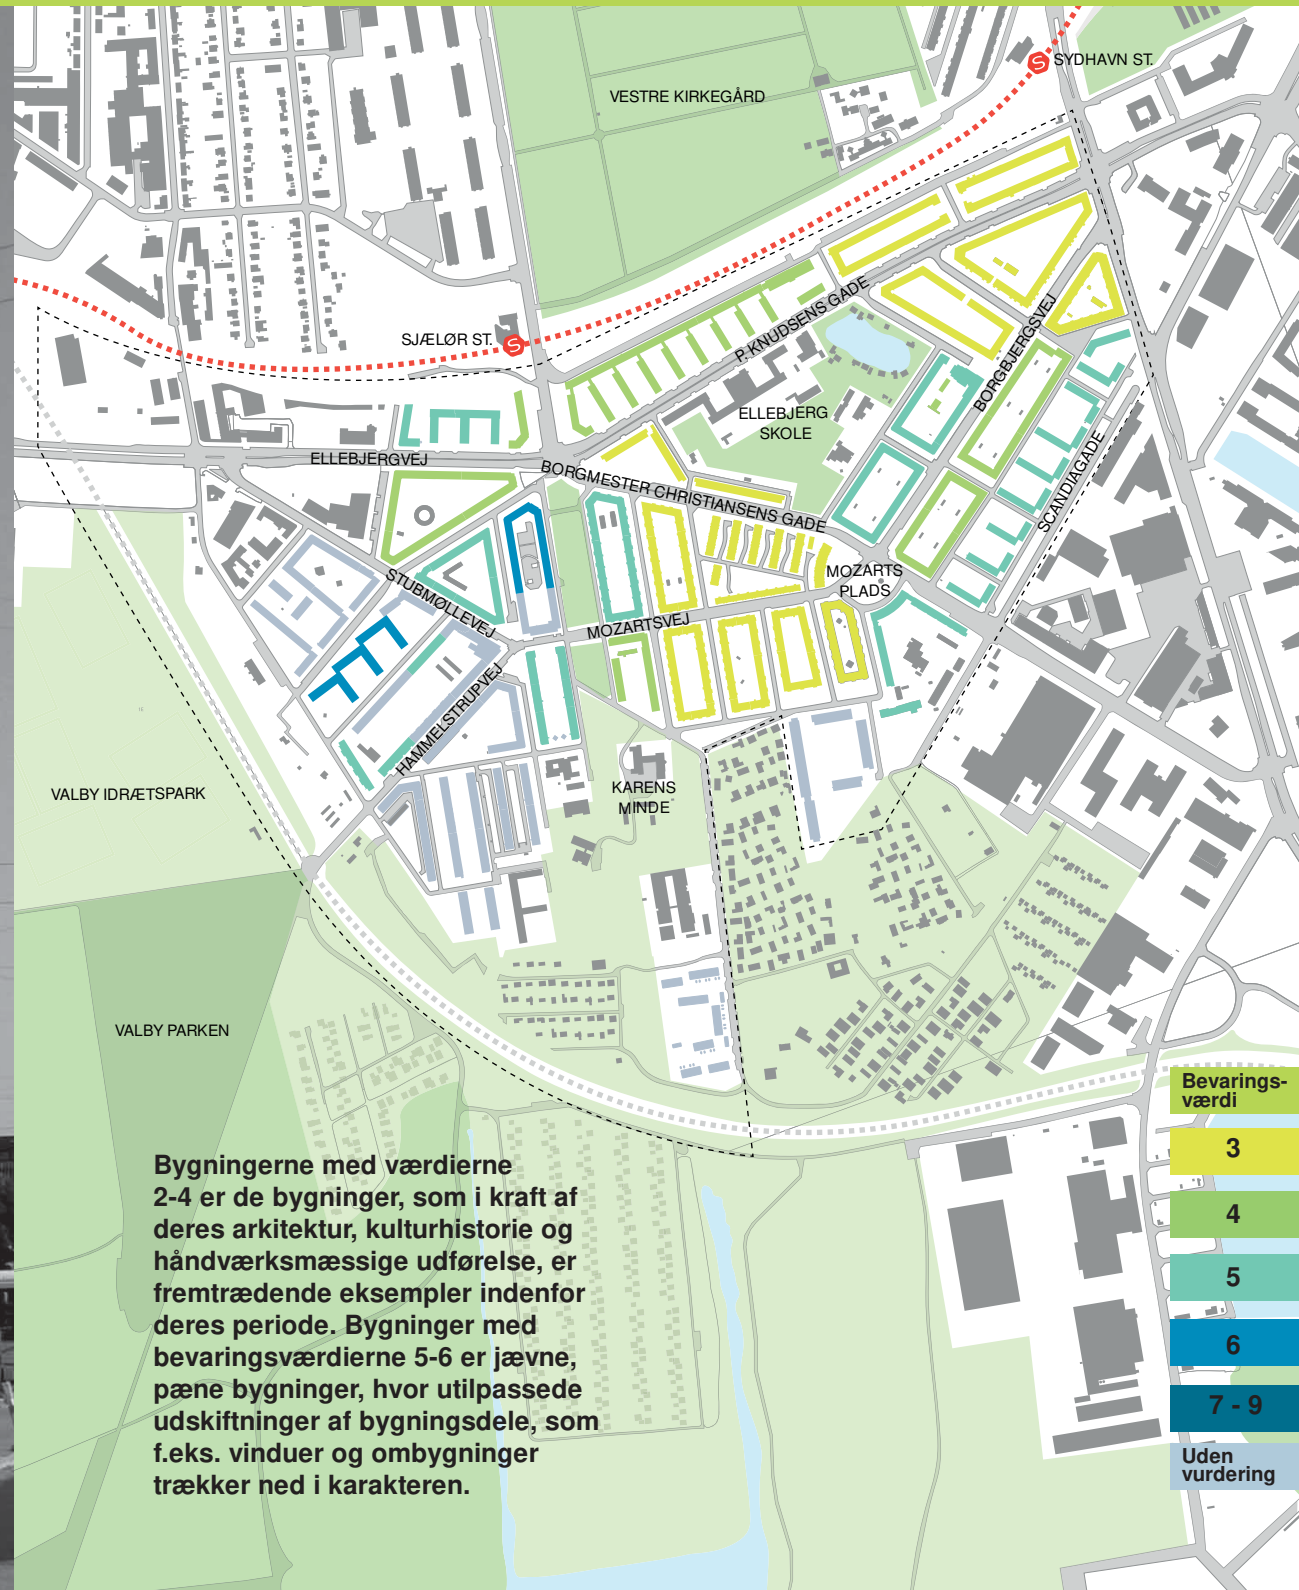 SYDHAVN ST.
VESTRE KIRKEGÅRD
SJÆLØR ST.
P. KNUDSENS GADE
BORGBJERGSVEJ
ELLEBJERG
SKOLE
ELLEBJERGVEJ
BORGMESTER CHRISTIANSENS GADE
SCANDIAGADE
STUBMØLLEVEJ
MOZARTS
PLADS
MOZARTSVEJ
HAMMELSTRUPVEJ
VALBY IDRÆTSPARK
KARENS
MINDE
VALBY PARKEN
Bygningerne med værdierne
2-4 er de bygninger, som i kraft af
deres arkitektur, kulturhistorie og
håndværksmæssige udførelse, er
fremtrædende eksempler indenfor
deres periode. Bygninger med
bevaringsværdierne 5-6 er jævne,
pæne bygninger, hvor utilpassede
udskiftninger af bygningsdele, som
f.eks. vinduer og ombygninger
trækker ned i karakteren.
Bevarings-
værdi
3
4
5
6
7 - 9
Uden
vurdering